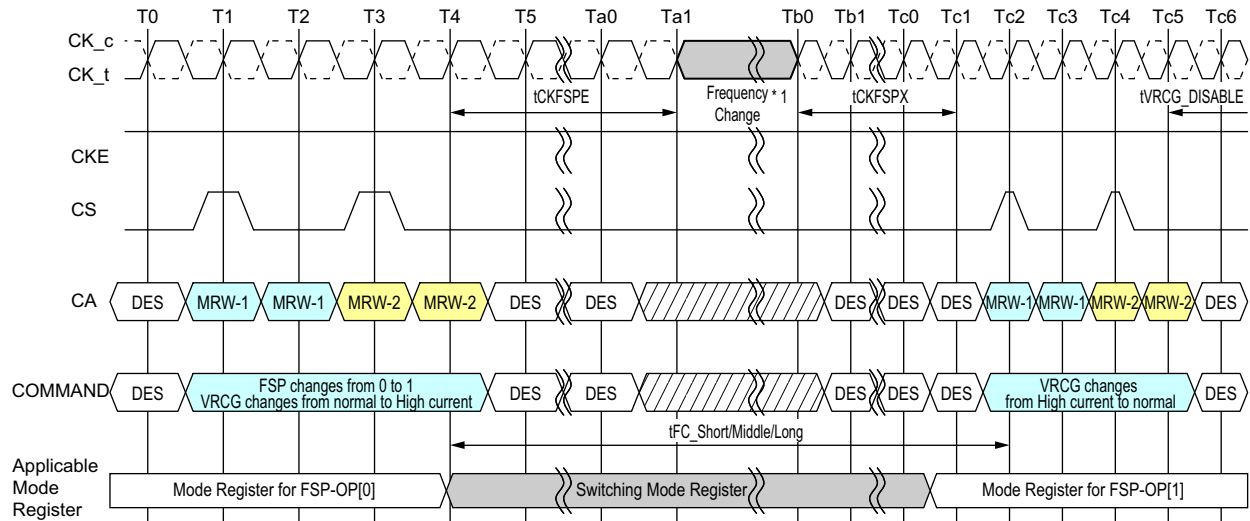 T0 T1 T2 T3 T4 T5 Ta0 Ta1 Tb0 Tb1 Tc0 Tc1 Tc2 Tc3 Tc4 Tc5 Tc6
CK_c
CK_t
tCKFSPE
Frequency * 1
Change
tCKFSPX
tVRCG_DISABLE
CKE
CS
CA DES MRW-1 MRW-1 MRW-2 MRW-2 DES DES DES DES DES MRW-1 MRW-1 MRW-2 MRW-2 DES
COMMAND DES
FSP changes from 0 to 1
VRCG changes from normal to High current
DES DES DES DES DES
VRCG changes
from High current to normal
DES
tFC_Short/Middle/Long
Applicable
Mode
Register
Mode Register for FSP-OP[0] Switching Mode Register Mode Register for FSP-OP[1]